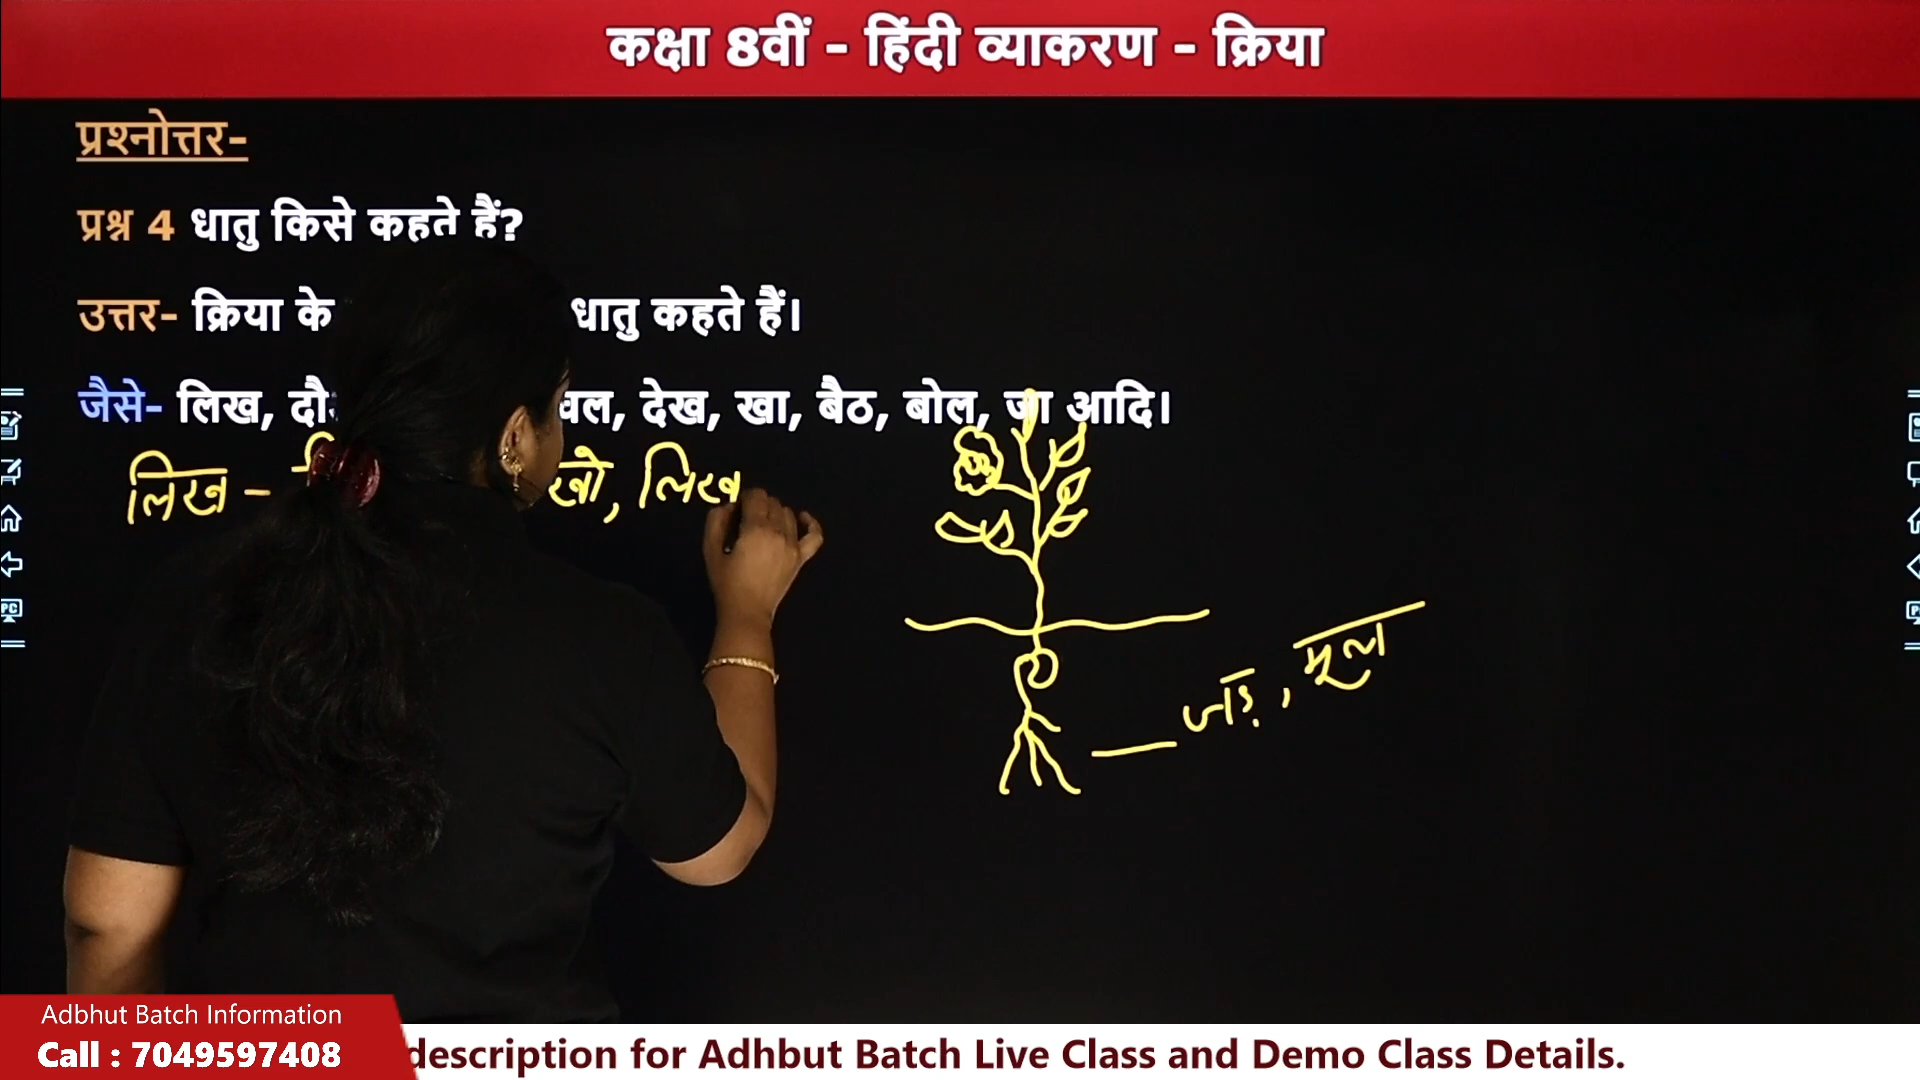 कक्षा 8वीं - हिंदी व्याकरण - क्रिया
प्रश्नोत्तर-
प्रश्न 4 धातु किसे कहते हैं?
उत्तर- क्रिया के धातु कहते हैं।
जैसे- लिख, देख, खा, बैठ, बोल, जा आदि।
लिख - लिख
जड़, मूल
Adbhut Batch Information
Call : 7049597408
description for Adhbut Batch Live Class and Demo Class Details.